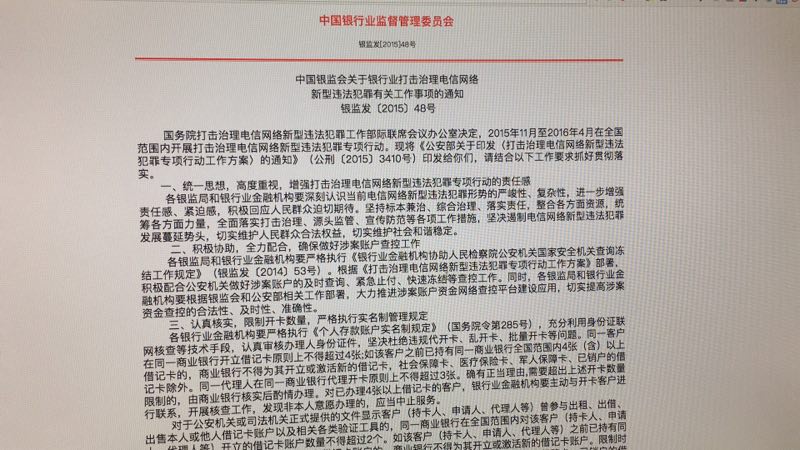 中国银行业监督管理委员会
银监发[2015]48号
中国银监会关于银行业打击治理电信网络
新型违法犯罪有关工作事项的通知
银监发〔2015〕48号
国务院打击治理电信网络新型违法犯罪工作部际联席会议办公室决定，2015年11月至2016年4月在全国
范围内开展打击治理电信网络新型违法犯罪专项行动。现将《公安部关于印发〈打击治理电信网络新型违法
犯罪专项行动工作方案〉的通知》（公刑〔2015〕3410号）印发给你们，请结合以下工作要求抓好贯彻落
实。
一、统一思想，高度重视，增强打击治理电信网络新型违法犯罪专项行动的责任感
各银监局和银行业金融机构要深刻认识当前电信网络新型违法犯罪形势的严峻性、复杂性，进一步增强
责任感、紧迫感，积极回应人民群众迫切期待。坚持标本兼治、综合治理、落实责任，整合各方面资源，统
筹各方面力量，全面落实打击治理、源头监管、宣传防范等各项工作措施，坚决遏制电信网络新型违法犯罪
发展蔓延势头，切实维护人民群众合法权益，切实维护社会和谐稳定。
二、积极协助，全力配合，确保做好涉案账户查控工作
各银监局和银行业金融机构要严格执行《银行业金融机构协助人民检察院公安机关国家安全机关查询冻
结工作规定》（银监发〔2014〕53号）。根据《打击治理电信网络新型违法犯罪专项行动工作方案》部署，
积极配合公安机关做好涉案账户的及时查询、紧急止付、快速冻结等查控工作。同时，各银监局和银行业金
融机构要根据银监会和公安部相关工作部署，大力推进涉案账户资金网络查控平台建设应用，切实提高涉案
资金查控的合法性、及时性、准确性。
三、认真核实，限制开卡数量，严格执行实名制管理规定
各银行业金融机构要严格执行《个人存款账户实名制规定》（国务院令第285号），充分利用身份证联
网核查等技术手段，认真审核办理人身份证件，坚决杜绝违规代开卡、乱开卡、批量开卡等问题。同一客户
在同一商业银行开立借记卡原则上不得超过4张;如该客户之前已持有同一商业银行全国范围内4张（含）以上
借记卡的，商业银行不得为其开立或激活新的借记卡，社会保障卡、医疗保险卡、军人保障卡、已销户的借
记卡除外。同一代理人在同一商业银行代理开卡原则上不得超过3张。确有正当理由,需要超出上述开卡数量
限制的，由商业银行核实后酌情办理。对已办理4张以上借记卡的客户，银行业金融机构要主动与开卡客户进
行联系，开展核查工作，发现非本人意愿办理的，应当中止服务。
对于公安机关或司法机关正式提供的文件显示客户（持卡人、申请人、代理人等）曾参与出租、出借、
出售本人或他人借记卡账户以及相关各类验证工具的，同一商业银行在全国范围内对该客户（持卡人、申请
人、代理人等）开立的借记卡账户数量不得超过2个。如该客户（持卡人、申请人、代理人等）之前已持有同